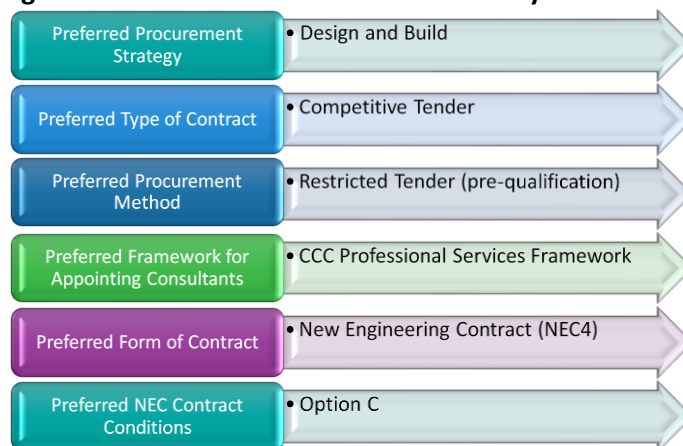 Preferred Procurement
Strategy
• Design and Build
Preferred Type of Contract
• Competitive Tender
Preferred Procurement
Method
• Restricted Tender (pre-qualification)
Preferred Framework for
Appointing Consultants
• CCC Professional Services Framework
Preferred Form of Contract
• New Engineering Contract (NEC4)
Preferred NEC Contract
Conditions
• Option C